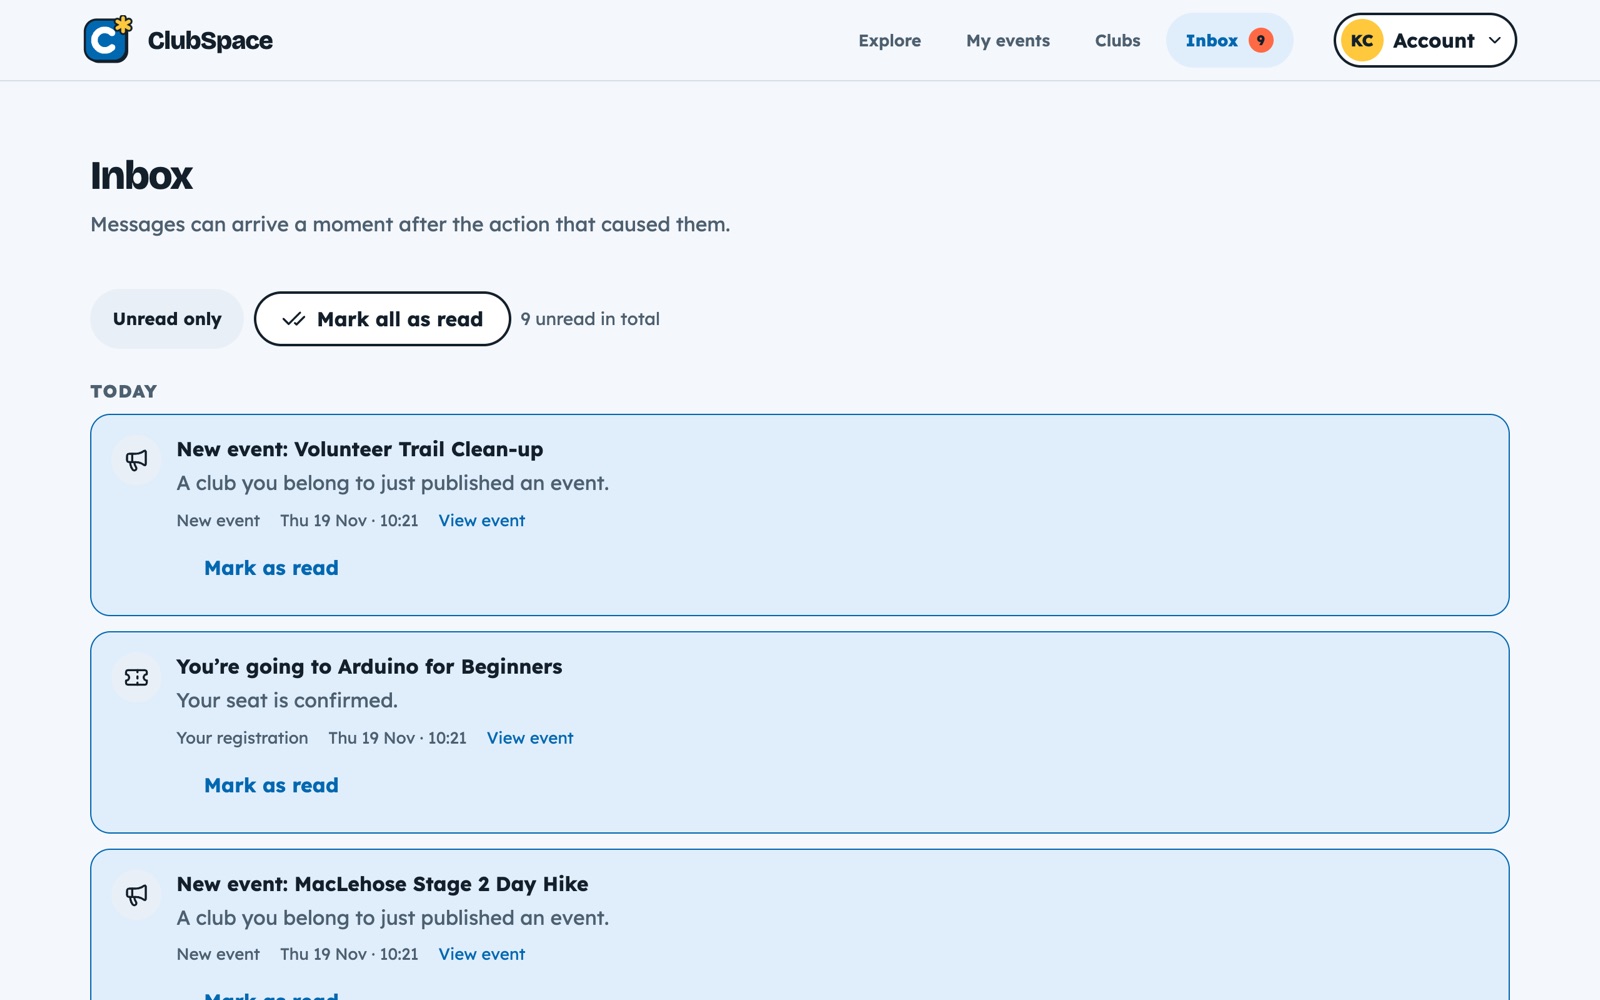 ClubSpace
Explore
My events
Clubs
Inbox 9
KC Account
Inbox
Messages can arrive a moment after the action that caused them.
Unread only
Mark all as read
9 unread in total
TODAY
New event: Volunteer Trail Clean-up
A club you belong to just published an event.
New event Thu 19 Nov · 10:21 View event
Mark as read
You’re going to Arduino for Beginners
Your seat is confirmed.
Your registration Thu 19 Nov · 10:21 View event
Mark as read
New event: MacLehose Stage 2 Day Hike
A club you belong to just published an event.
New event Thu 19 Nov · 10:21 View event
Mark as read